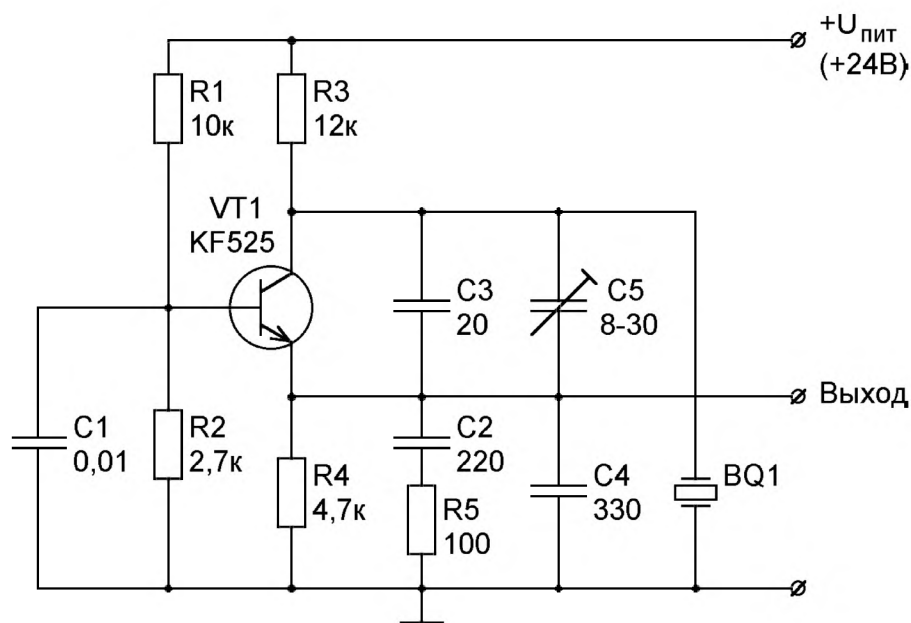 +Uпит
(+24В)
R1
10к
R3
12к
VT1
KF525
C3
20
C5
8-30
Выход
C1
0,01
R2
2,7к
R4
4,7к
C2
220
R5
100
C4
330
BQ1